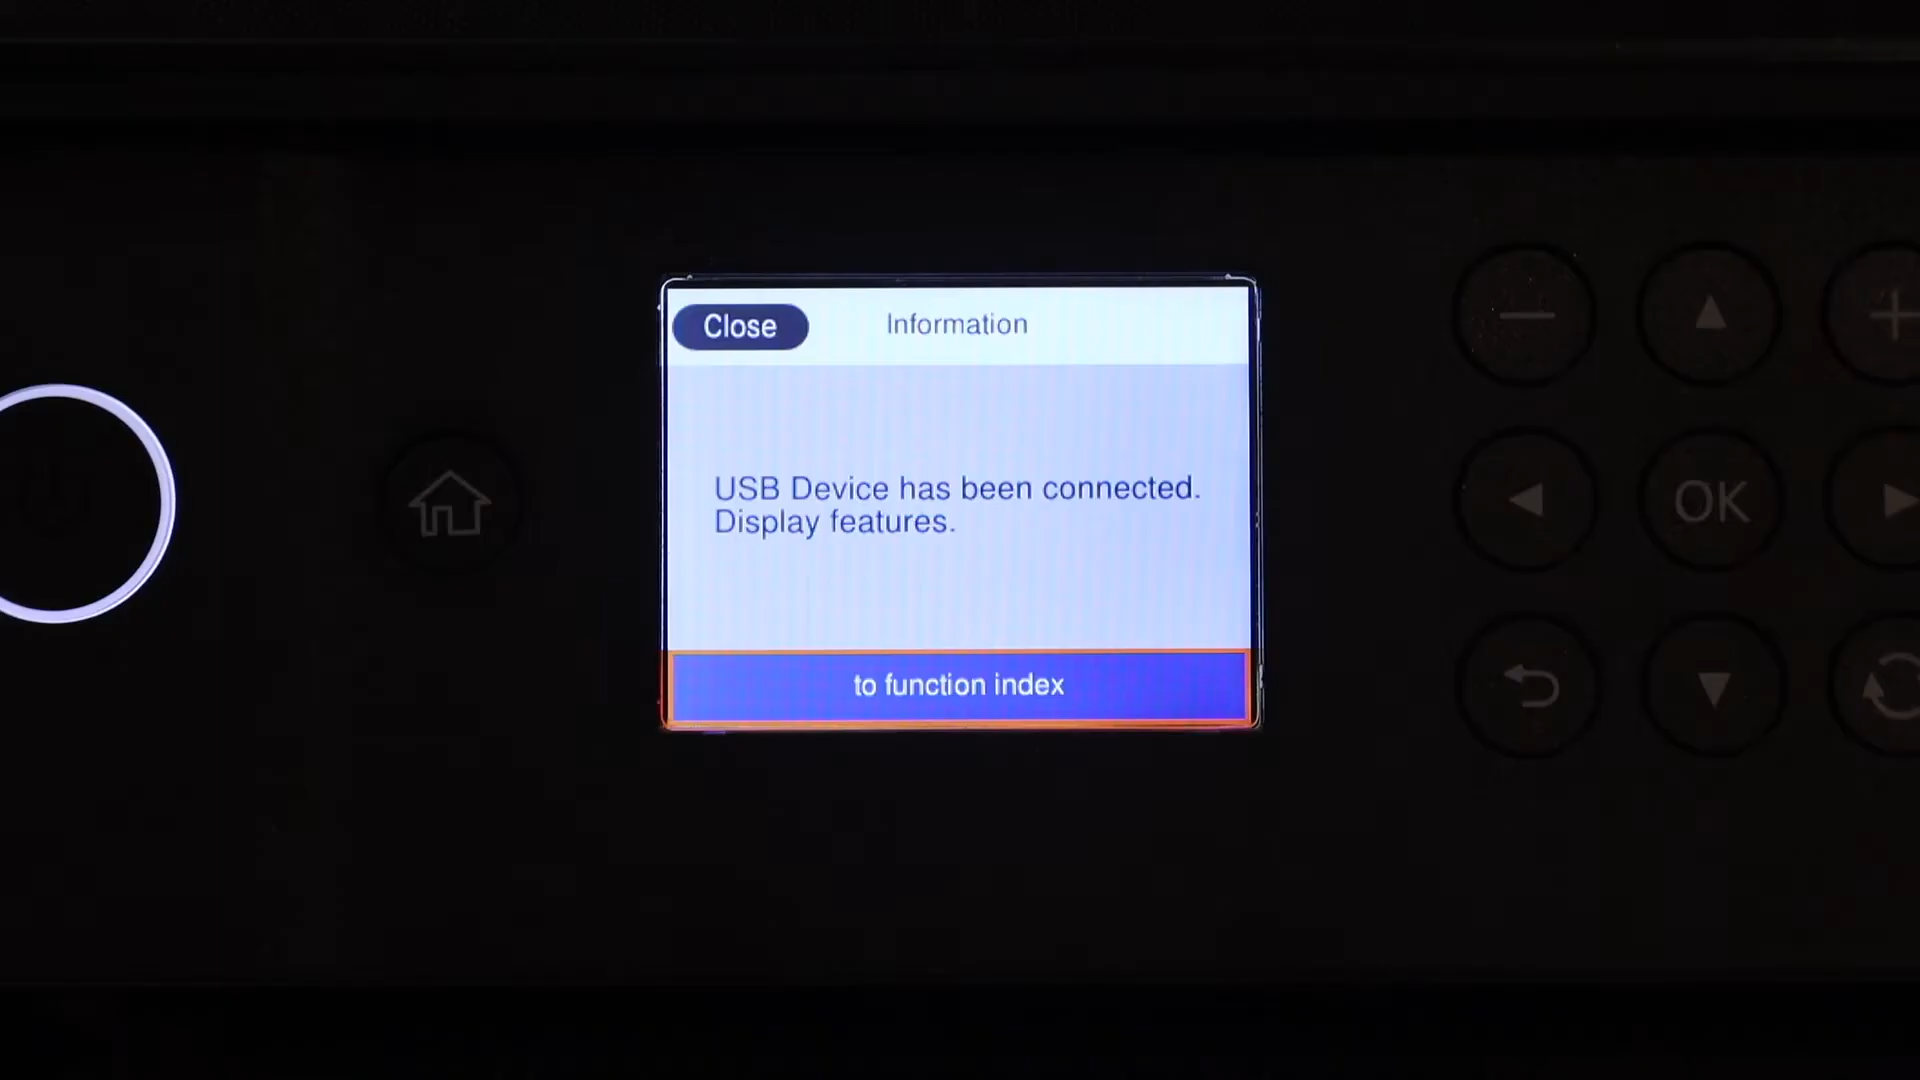 Close
Information
USB Device has been connected.
Display features.
to function index
OK